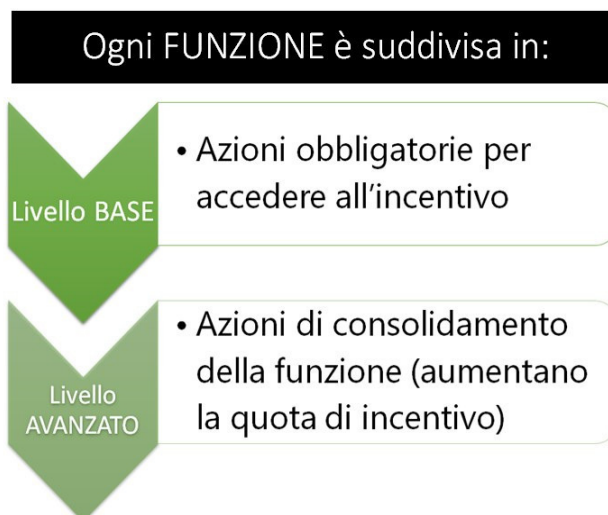 Ogni FUNZIONE è suddivisa in:
Livello BASE
• Azioni obbligatorie per
accedere all'incentivo
Livello
AVANZATO
• Azioni di consolidamento
della funzione (aumentano
la quota di incentivo)